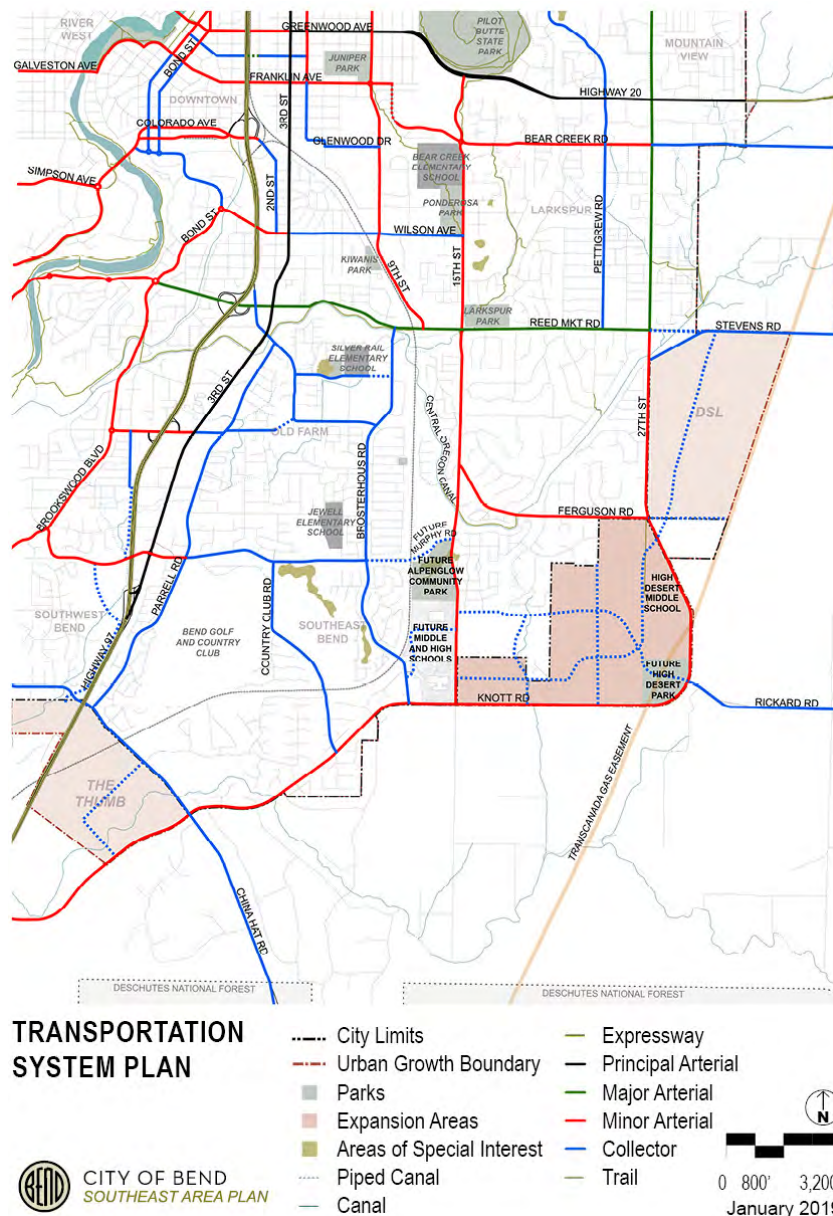 RIVER
WEST
GREENWOOD AVE
PILOT
BUTTE
STATE
PARK
MOUNTAIN
VIEW
BOND ST
GALVESTON AVE
JUNIPER
PARK
FRANKLIN AVE
3RD ST
HIGHWAY 20
DOWNTOWN
COLORADO AVE
GLENWOOD DR
BEAR CREEK RD
BEAR CREEK
ELEMENTARY
SCHOOL
SIMPSON AVE
2ND ST
PONDEROSA
PARK
LARKSPUR
PETTIGREW RD
BOND ST
WILSON AVE
KIWANIS
PARK
9TH ST
15TH ST
LARKSPUR
PARK
REED MKT RD
STEVENS RD
SILVER RAIL
ELEMENTARY
SCHOOL
3RD ST
CENTRAL OREGON
CANAL
27TH ST
DSL
OLD FARM
BROOKSWOOD BLVD
BROSTERHOUS RD
JEWELL
ELEMENTARY
SCHOOL
FERGUSON RD
FUTURE
MURPHY RD
FUTURE
ALPENGLOW
COMMUNITY
PARK
PARRELL RD
COUNTRY CLUB RD
HIGH
DESERT
MIDDLE
SCHOOL
SOUTHWEST
BEND
BEND GOLF
AND COUNTRY
CLUB
SOUTHEAST
BEND
FUTURE
MIDDLE
AND HIGH
SCHOOLS
HIGHWAY 97
FUTURE
HIGH
DESERT
PARK
KNOTT RD
RICKARD RD
THE
THUMB
TRANSCANADA GAS EASEMENT
CHINA HAT RD
DESCHUTES NATIONAL FOREST
DESCHUTES NATIONAL FOREST
TRANSPORTATION
SYSTEM PLAN
City Limits
Urban Growth Boundary
Parks
Expansion Areas
Areas of Special Interest
Piped Canal
Canal
Expressway
Principal Arterial
Major Arterial
Minor Arterial
Collector
Trail
N
0 800' 3,200
January 2019
BEND
CITY OF BEND
SOUTHEAST AREA PLAN